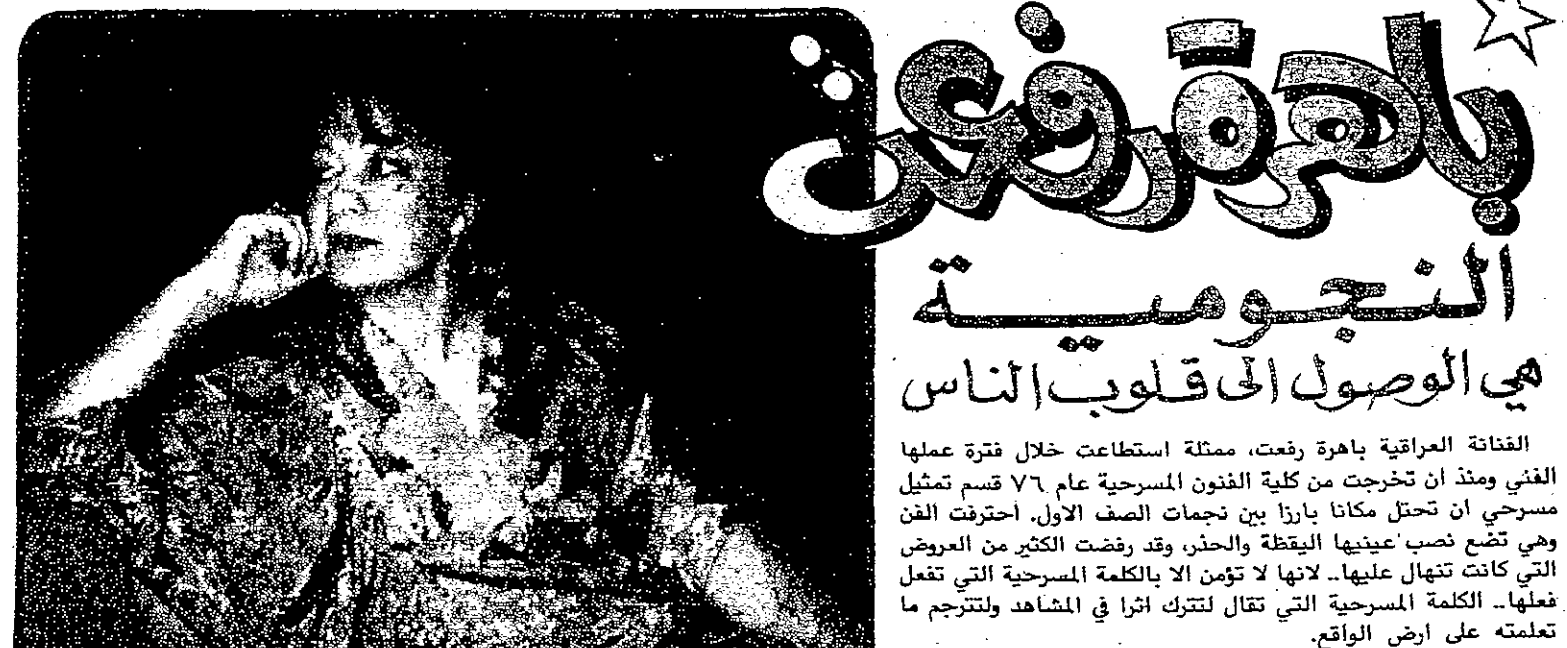 باهرة رفعت
النجومية
هي الوصول الى قلوب الناس
الفنانة العراقية باهرة رفعت، ممثلة استطاعت خلال فترة عملها
الفني ومنذ ان تخرجت من كلية الفنون المسرحية عام ٧٦ قسم تمثيل
مسرحي ان تحتل مكانا بارزا بين نجمات الصف الاول. احترفت الفن
وهي تضع نصب عينيها اليقظة والحذر، وقد رفضت الكثير من العروض
التي كانت تنهال عليها.. لانها لا تؤمن الا بالكلمة المسرحية التي تفعل
فعلها.. الكلمة المسرحية التي تقال لتترك اثرا في المشاهد ولتترجم ما
تعلمته على ارض الواقع.